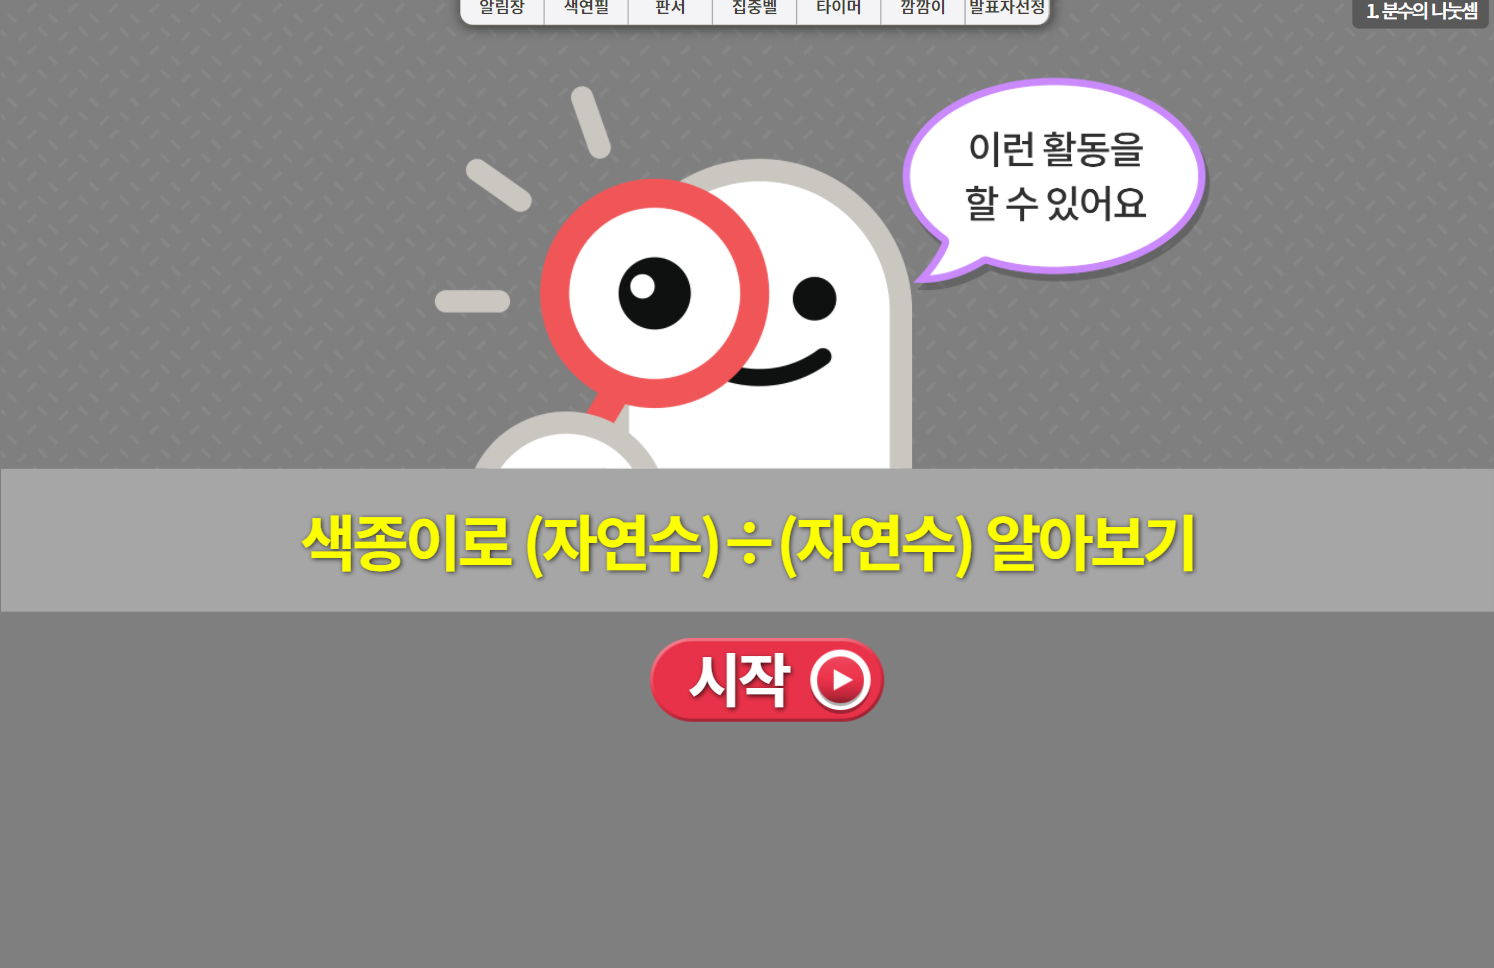 알림장 색연필 판서 집중벨 타이머 깜깜이 발표자선정
1. 분수의 나눗셈
이런 활동을
할 수 있어요
색종이로 (자연수)÷(자연수) 알아보기
시작